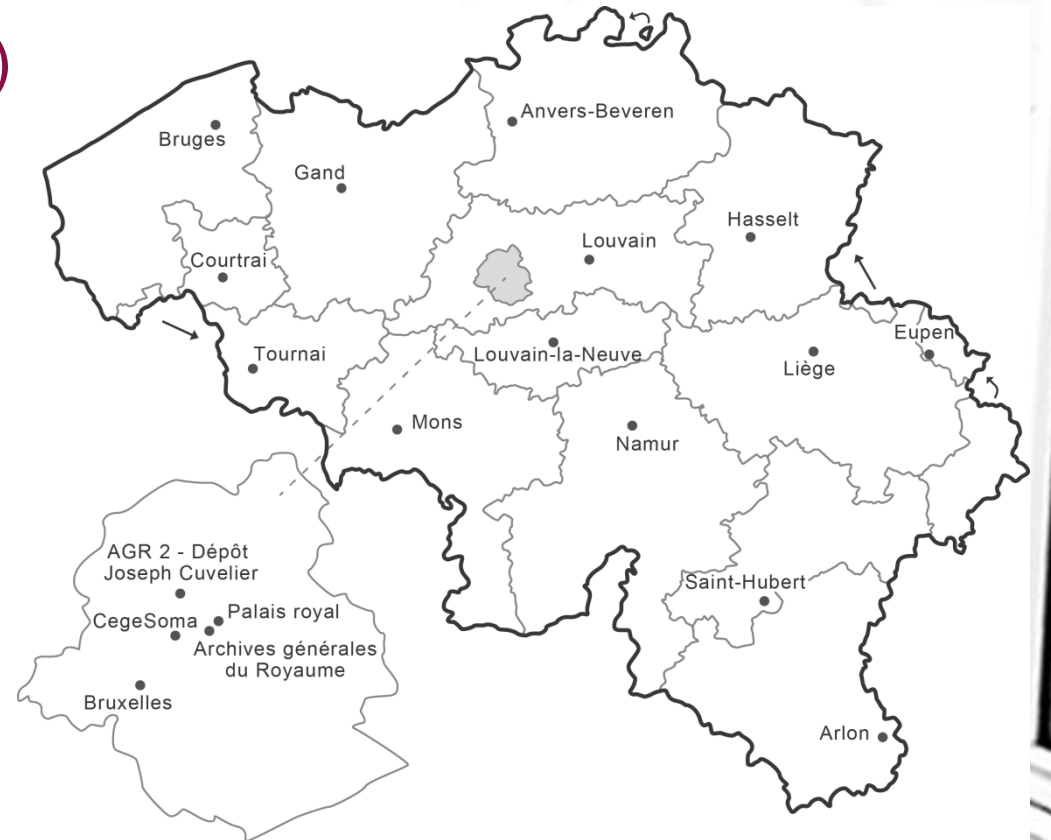 Anvers-Beveren
Bruges
Gand
Hasselt
Louvain
Courtrai
Eupen
Tournai
Louvain-la-Neuve
Liège
Mons
Namur
AGR 2 - Dépôt
Joseph Cuvelier
Saint-Hubert
CegeSoma
Palais royal
Archives générales
du Royaume
Bruxelles
Arlon